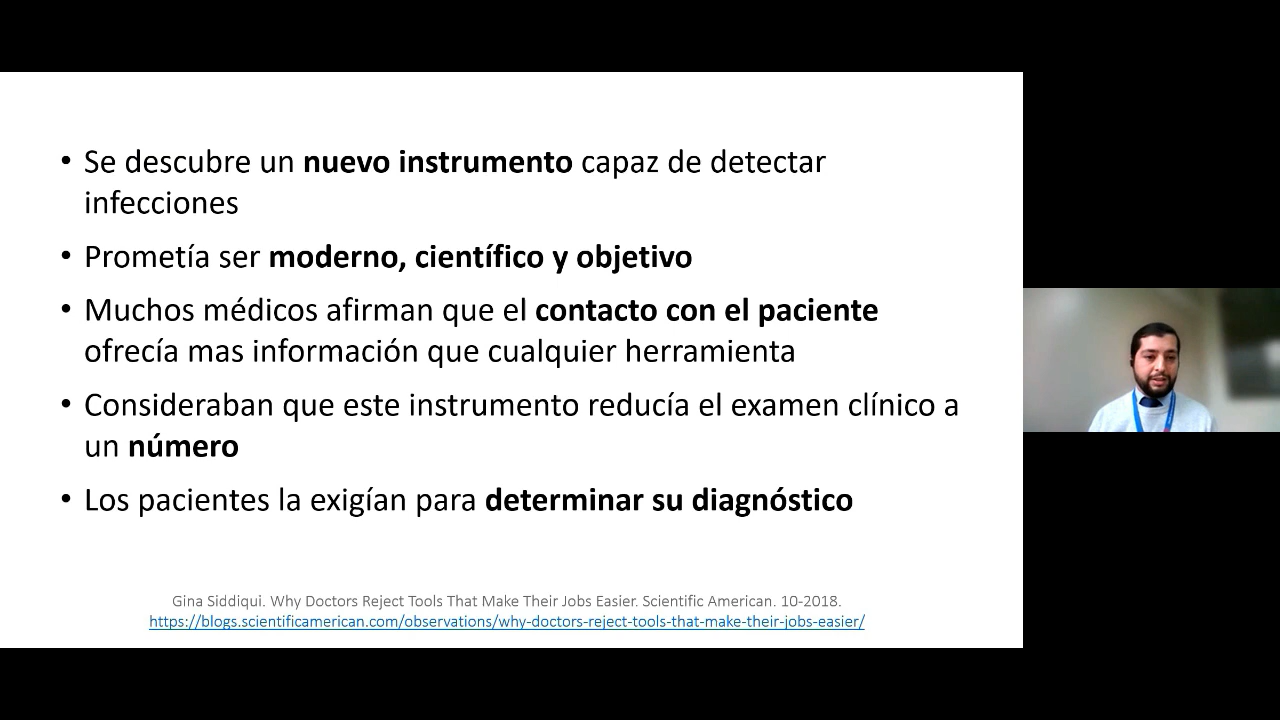 • Se descubre un nuevo instrumento capaz de detectar
infecciones
• Prometía ser moderno, científico y objetivo
• Muchos médicos afirman que el contacto con el paciente
ofrecía mas información que cualquier herramienta
• Consideraban que este instrumento reducía el examen clínico a
un número
• Los pacientes la exigían para determinar su diagnóstico
Gina Siddiqui. Why Doctors Reject Tools That Make Their Jobs Easier. Scientific American. 10-2018.
https://blogs.scientificamerican.com/observations/why-doctors-reject-tools-that-make-their-jobs-easier/